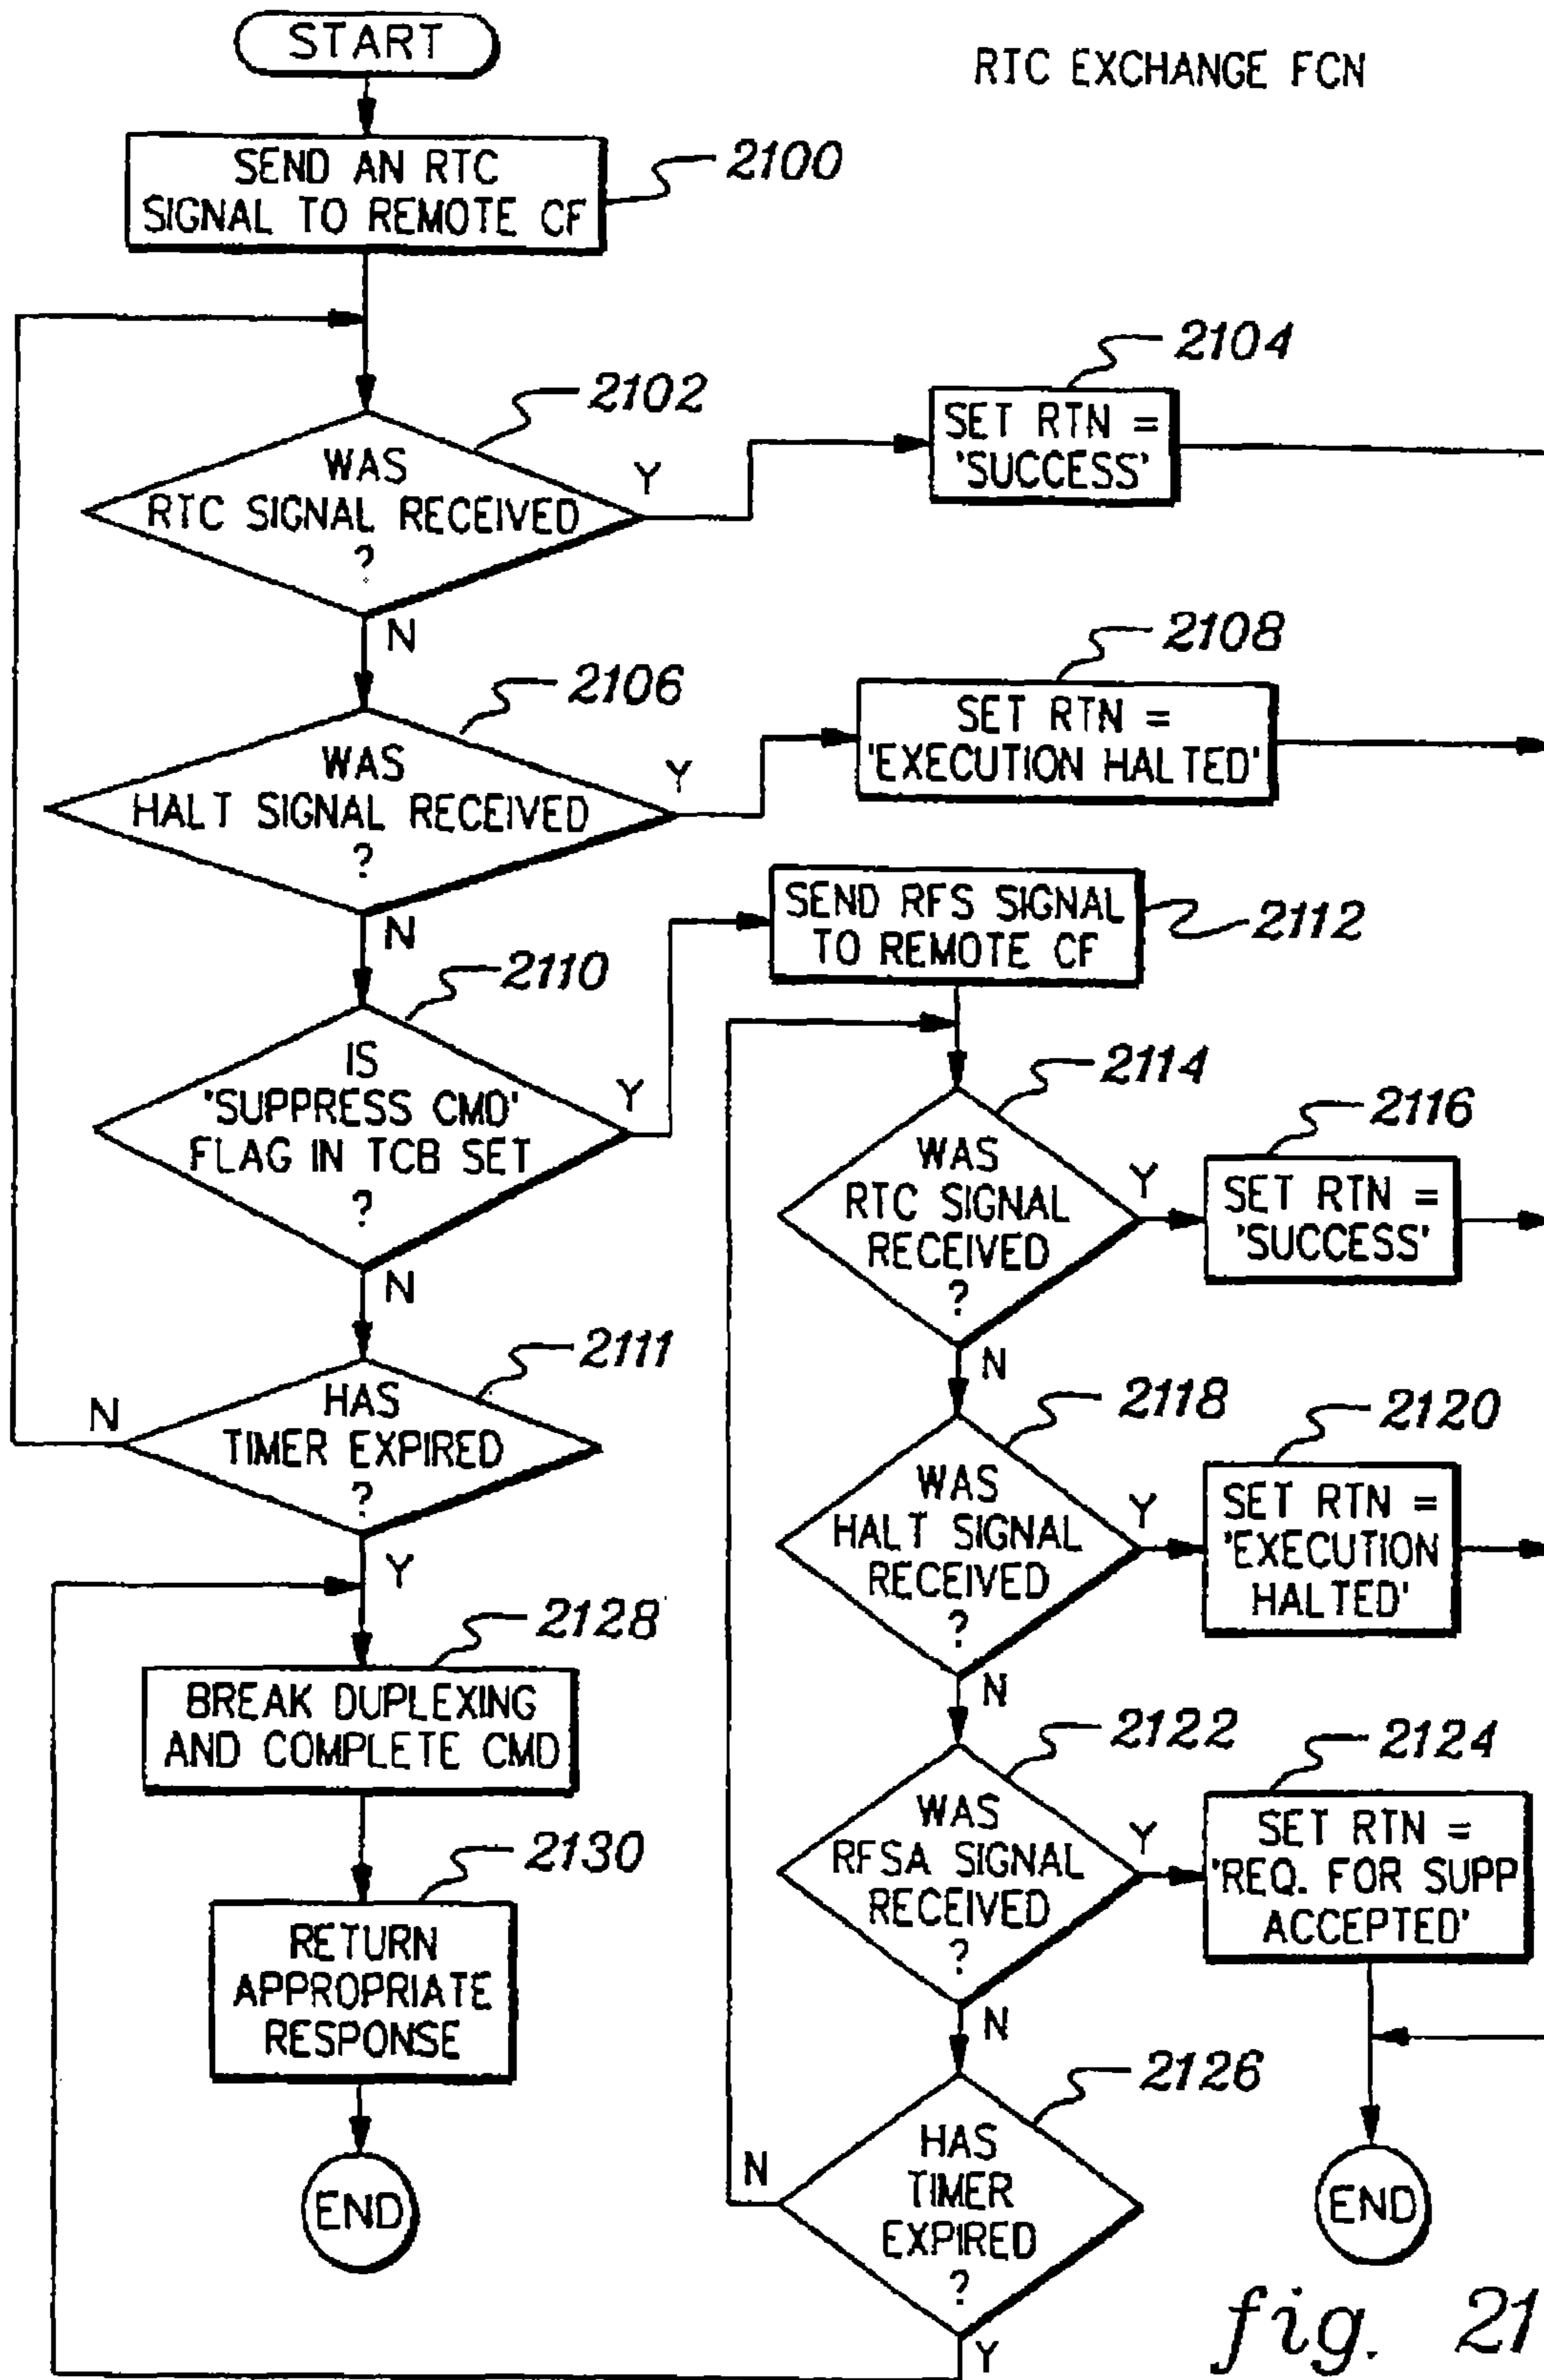 START
RTC EXCHANGE FCN
SEND AN RTC
SIGNAL TO REMOTE CF
2100
2102
WAS
RTC SIGNAL RECEIVED
?
Y
N
2104
SET RTN =
'SUCCESS'
2106
WAS
HALT SIGNAL RECEIVED
?
Y
N
2108
SET RTN =
'EXECUTION HALTED'
2110
IS
'SUPPRESS CMD'
FLAG IN TCB SET
?
Y
N
SEND RFS SIGNAL
TO REMOTE CF
2112
2111
HAS
TIMER EXPIRED
?
N
Y
2114
WAS
RTC SIGNAL
RECEIVED
?
Y
N
2116
SET RTN =
'SUCCESS'
2118
WAS
HALT SIGNAL
RECEIVED
?
Y
N
2120
SET RTN =
'EXECUTION
HALTED'
2128
BREAK DUPLEXING
AND COMPLETE CMD
2122
WAS
RFSA SIGNAL
RECEIVED
?
Y
N
2124
SET RTN =
'REQ. FOR SUPP
ACCEPTED'
2130
RETURN
APPROPRIATE
RESPONSE
END
2126
HAS
TIMER
EXPIRED
?
N
Y
END
fig. 21